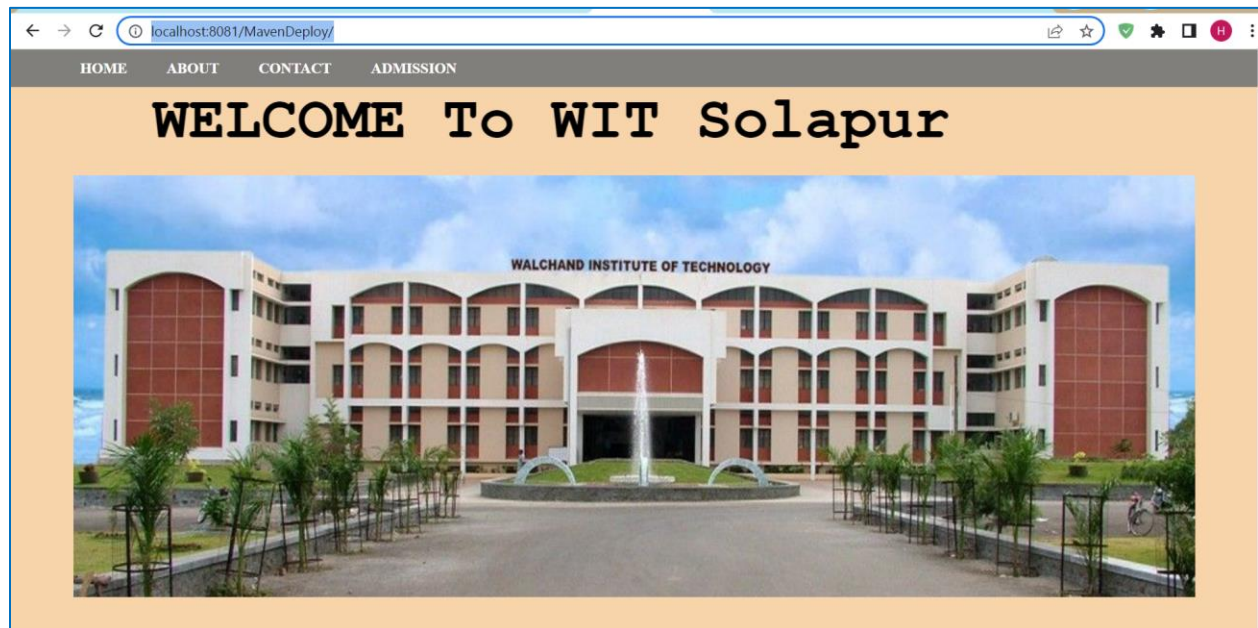 localhost:8081/MavenDeploy/
H
HOME ABOUT CONTACT ADMISSION
WELCOME To WIT Solapur
WALCHAND INSTITUTE OF TECHNOLOGY